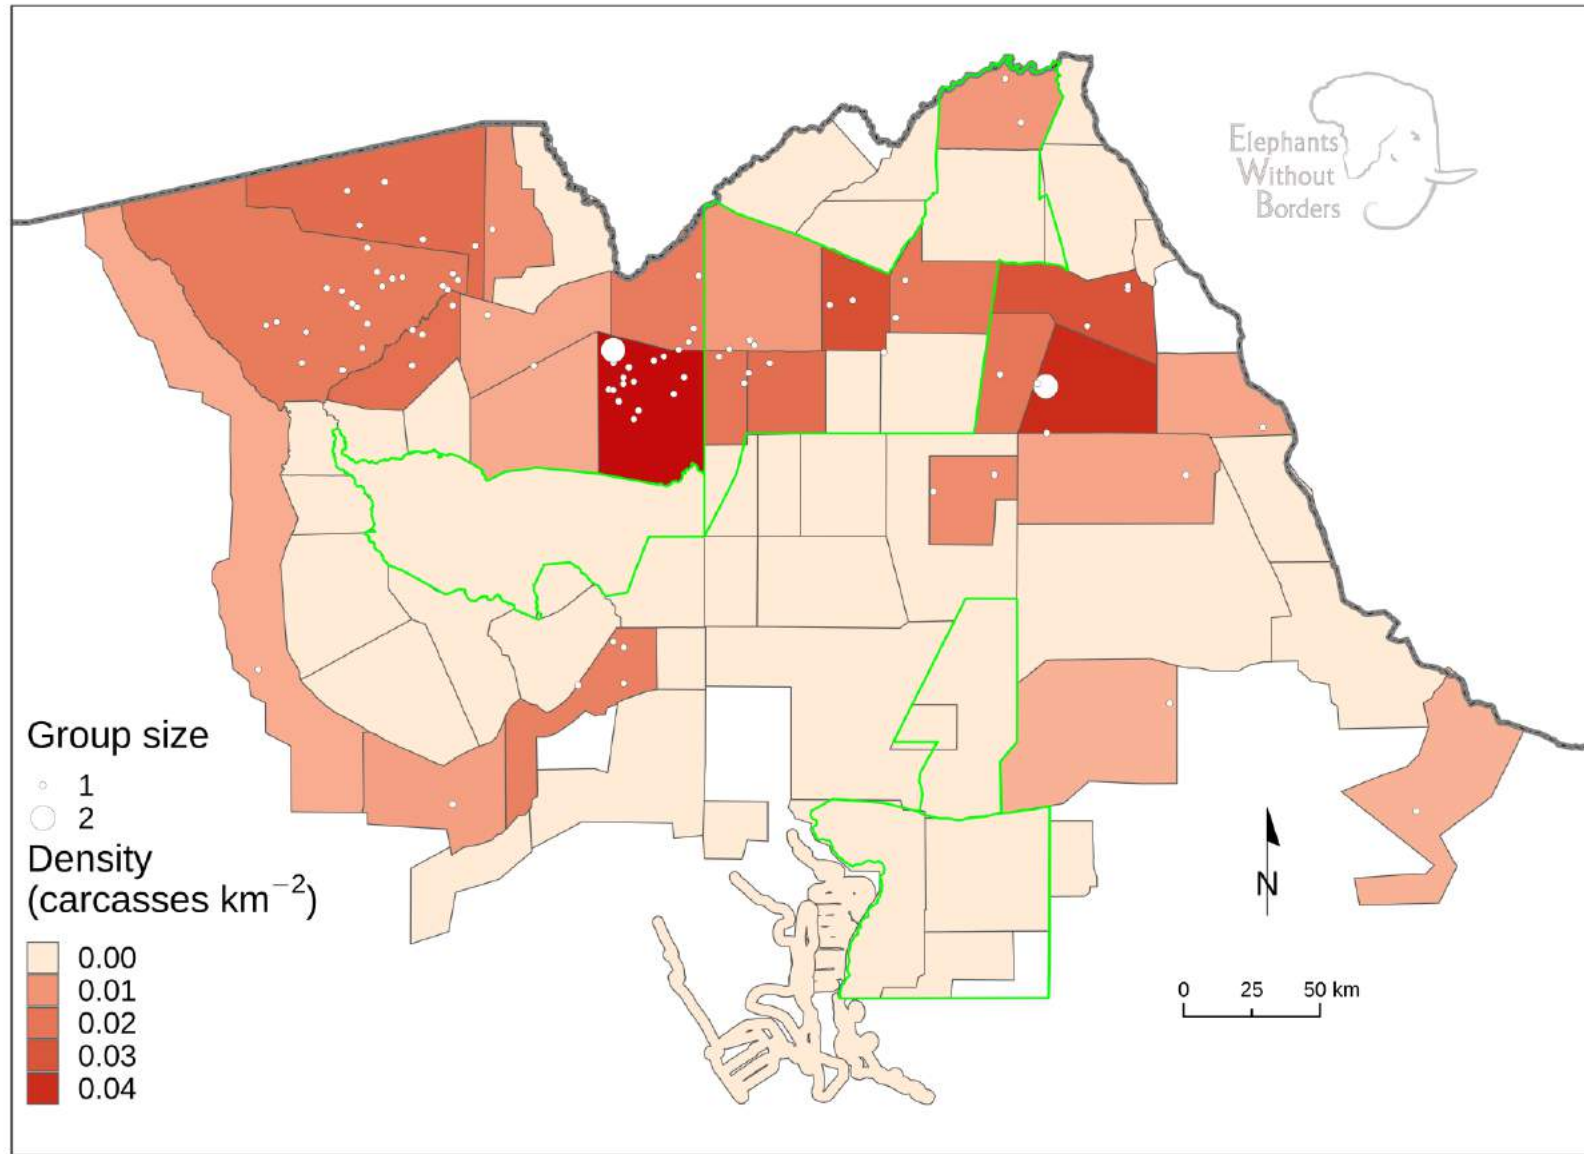 Elephants
Without
Borders
Group size
1
2
Density
(carcasses km⁻²)
0.00
0.01
0.02
0.03
0.04
N
0 25 50 km